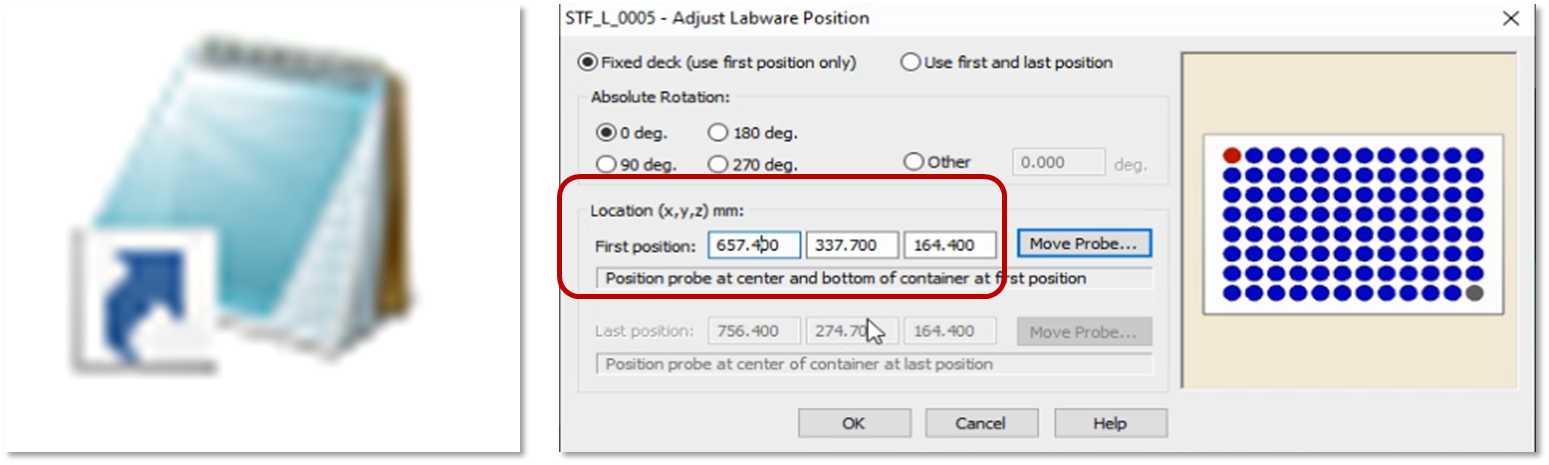 STF_L_0005 - Adjust Labware Position
Fixed deck (use first position only) Use first and last position
Absolute Rotation:
0 deg. 180 deg.
90 deg. 270 deg. Other 0.000 deg.
Location (x,y,z) mm:
First position: 657.400 337.700 164.400 Move Probe...
Position probe at center and bottom of container at first position
Last position: 756.400 274.700 164.400 Move Probe...
Position probe at center of container at last position
OK Cancel Help